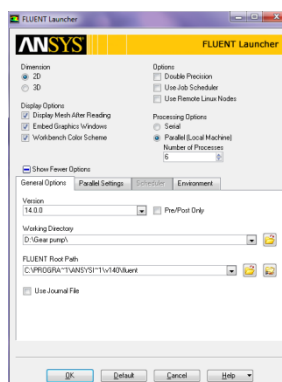 FLUENT Launcher
ANSYS
FLUENT Launcher
Dimension
2D
3D
Display Options
Display Mesh After Reading
Embed Graphics Windows
Workbench Color Scheme
Options
Double Precision
Use Job Scheduler
Use Remote Linux Nodes
Processing Options
Serial
Parallel (Local Machine)
Number of Processes
6
Show Fewer Options
General Options Parallel Settings Scheduler Environment
Version
14.0.0 Pre/Post Only
Working Directory
D:\Gear pump\
FLUENT Root Path
C:\PROGRA~1\ANSYSI~1\v140\fluent
Use Journal File
OK Default Cancel Help